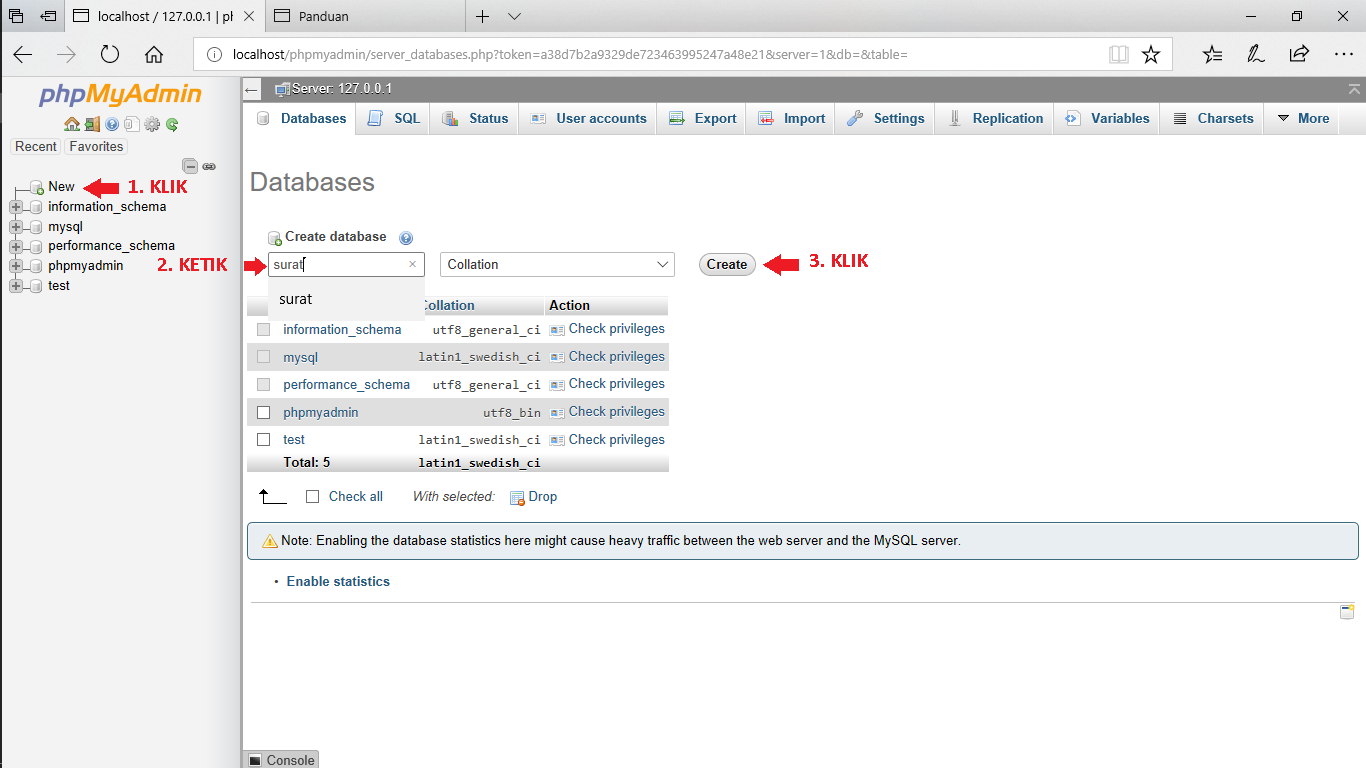 localhost / 127.0.0.1 | ph
Panduan
localhost/phpmyadmin/server_databases.php?token=a38d7b2a9329de723463995247a48e21&server=1&db=&table=
phpMyAdmin
Recent Favorites
New 1. KLIK
information_schema
mysql
performance_schema
phpmyadmin
test
Server: 127.0.0.1
Databases SQL Status User accounts Export Import Settings Replication Variables Charsets More
Databases
Create database
2. KETIK surat × Collation Create 3. KLIK
surat
Collation Action
information_schema utf8_general_ci Check privileges
mysql latin1_swedish_ci Check privileges
performance_schema utf8_general_ci Check privileges
phpmyadmin utf8_bin Check privileges
test latin1_swedish_ci Check privileges
Total: 5 latin1_swedish_ci
Check all With selected: Drop
Note: Enabling the database statistics here might cause heavy traffic between the web server and the MySQL server.
• Enable statistics
Console